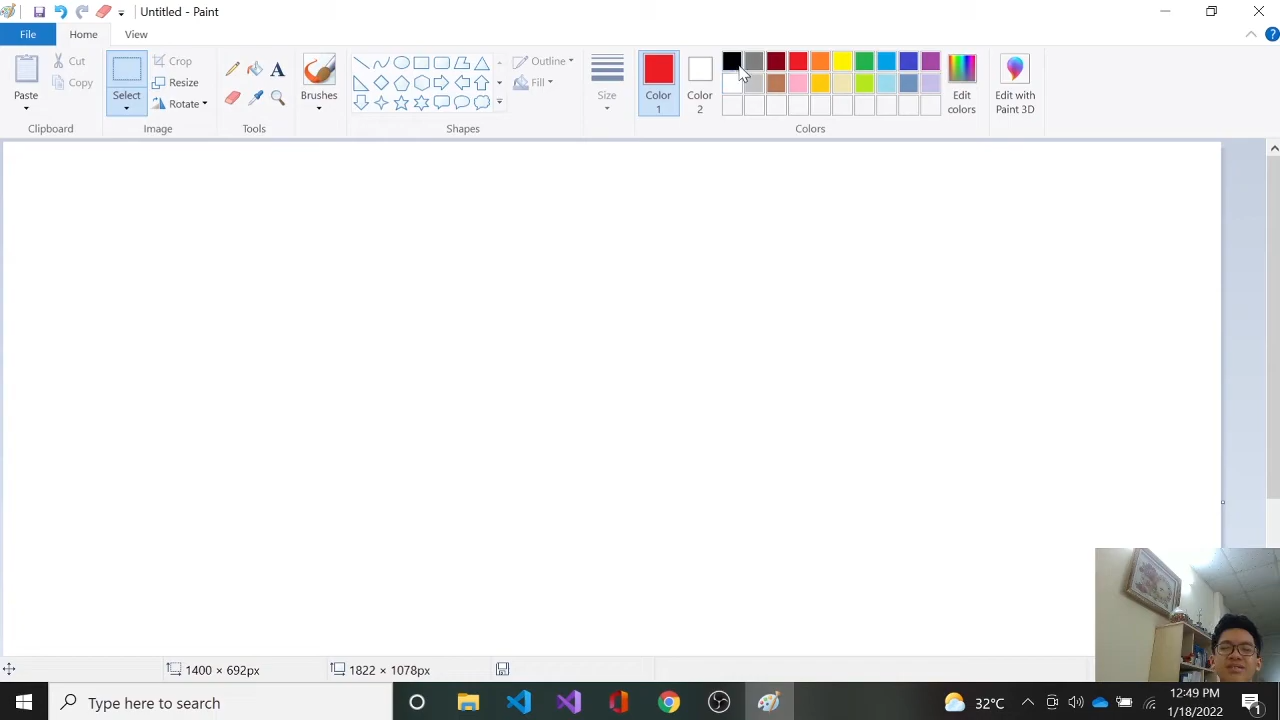 Untitled - Paint
File
Home
View
Paste
Cut
Copy
Clipboard
Select
Crop
Resize
Rotate
Image
A
Tools
Brushes
Outline
Fill
Shapes
Size
Color 1
Color 2
Edit colors
Colors
Edit with Paint 3D
?
1400 × 692px
1822 × 1078px
Type here to search
32°C
12:49 PM
1/18/2022
1